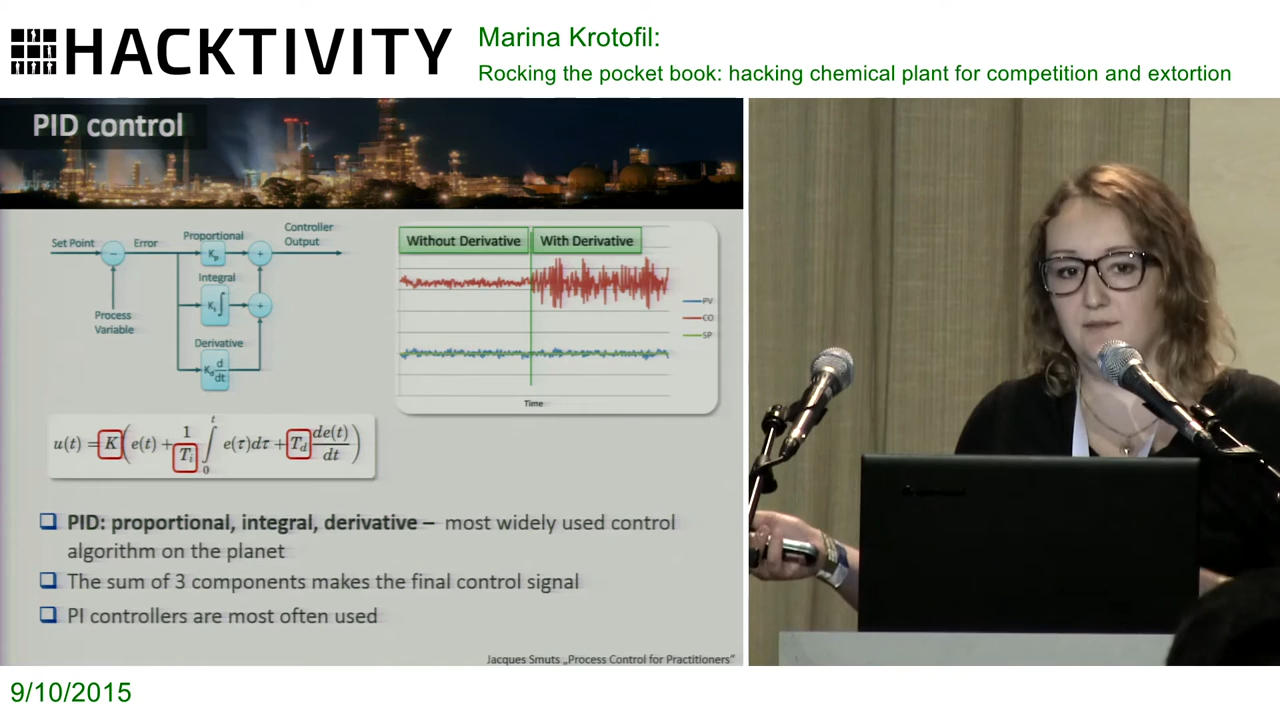 HACKTIVITY
Marina Krotofil:
Rocking the pocket book: hacking chemical plant for competition and extortion
PID control
Set Point
Error
Proportional
Controller
Output
Kp
Integral
Ki ∫
Process
Variable
Derivative
Kd d/dt
Without Derivative
With Derivative
PV
CO
SP
Time
u(t) = K( e(t) + 1/Ti ∫0t e(τ)dτ + Td de(t)/dt )
PID: proportional, integral, derivative – most widely used control
algorithm on the planet
The sum of 3 components makes the final control signal
PI controllers are most often used
Jacques Smuts „Process Control for Practitioners"
9/10/2015